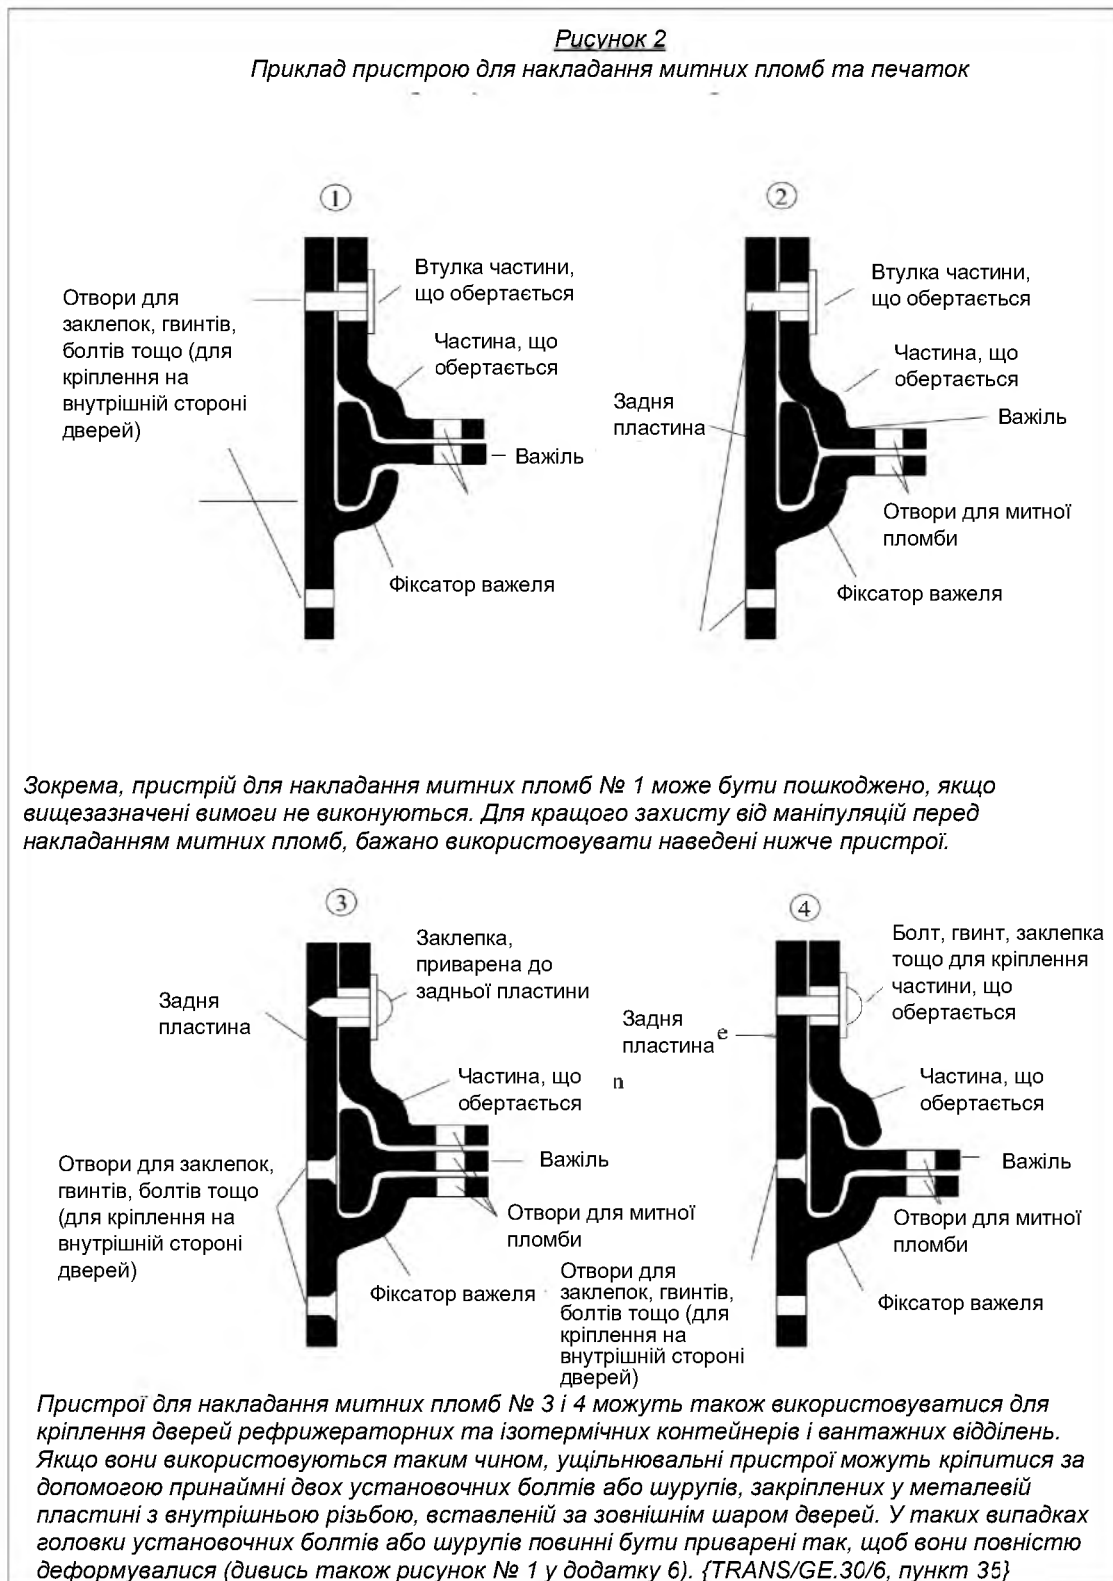 Рисунок 2
Приклад пристрою для накладання митних пломб та печаток
1
2
Отвори для
заклепок, гвинтів,
болтів тощо (для
кріплення на
внутрішній стороні
дверей)
Втулка частини,
що обертається
Частина, що
обертається
Важіль
Фіксатор важеля
Втулка частини,
що обертається
Частина, що
обертається
Задня
пластина
Важіль
Отвори для митної
пломби
Фіксатор важеля
Зокрема, пристрій для накладання митних пломб № 1 може бути пошкоджено, якщо
вищезазначені вимоги не виконуються. Для кращого захисту від маніпуляцій перед
накладанням митних пломб, бажано використовувати наведені нижче пристрої.
3
4
Заклепка,
приварена до
задньої пластини
Задня
пластина
Частина, що
обертається
n
Отвори для заклепок,
гвинтів, болтів тощо
(для кріплення на
внутрішній стороні
дверей)
Важіль
Отвори для митної
пломби
Фіксатор важеля
Болт, гвинт, заклепка
тощо для кріплення
частини, що
обертається
Задня
пластина e
Частина, що
обертається
Важіль
Отвори для митної
пломби
Отвори для
заклепок, гвинтів,
болтів тощо (для
кріплення на
внутрішній стороні
дверей)
Фіксатор важеля
Пристрої для накладання митних пломб № 3 і 4 можуть також використовуватися для
кріплення дверей рефрижераторних та ізотермічних контейнерів і вантажних відділень.
Якщо вони використовуються таким чином, ущільнювальні пристрої можуть кріпитися за
допомогою принаймні двох установочних болтів або шурупів, закріплених у металевій
пластині з внутрішньою різьбою, вставленій за зовнішнім шаром дверей. У таких випадках
головки установочних болтів або шурупів повинні бути приварені так, щоб вони повністю
деформувалися (дивись також рисунок № 1 у додатку 6). {TRANS/GE.30/6, пункт 35}